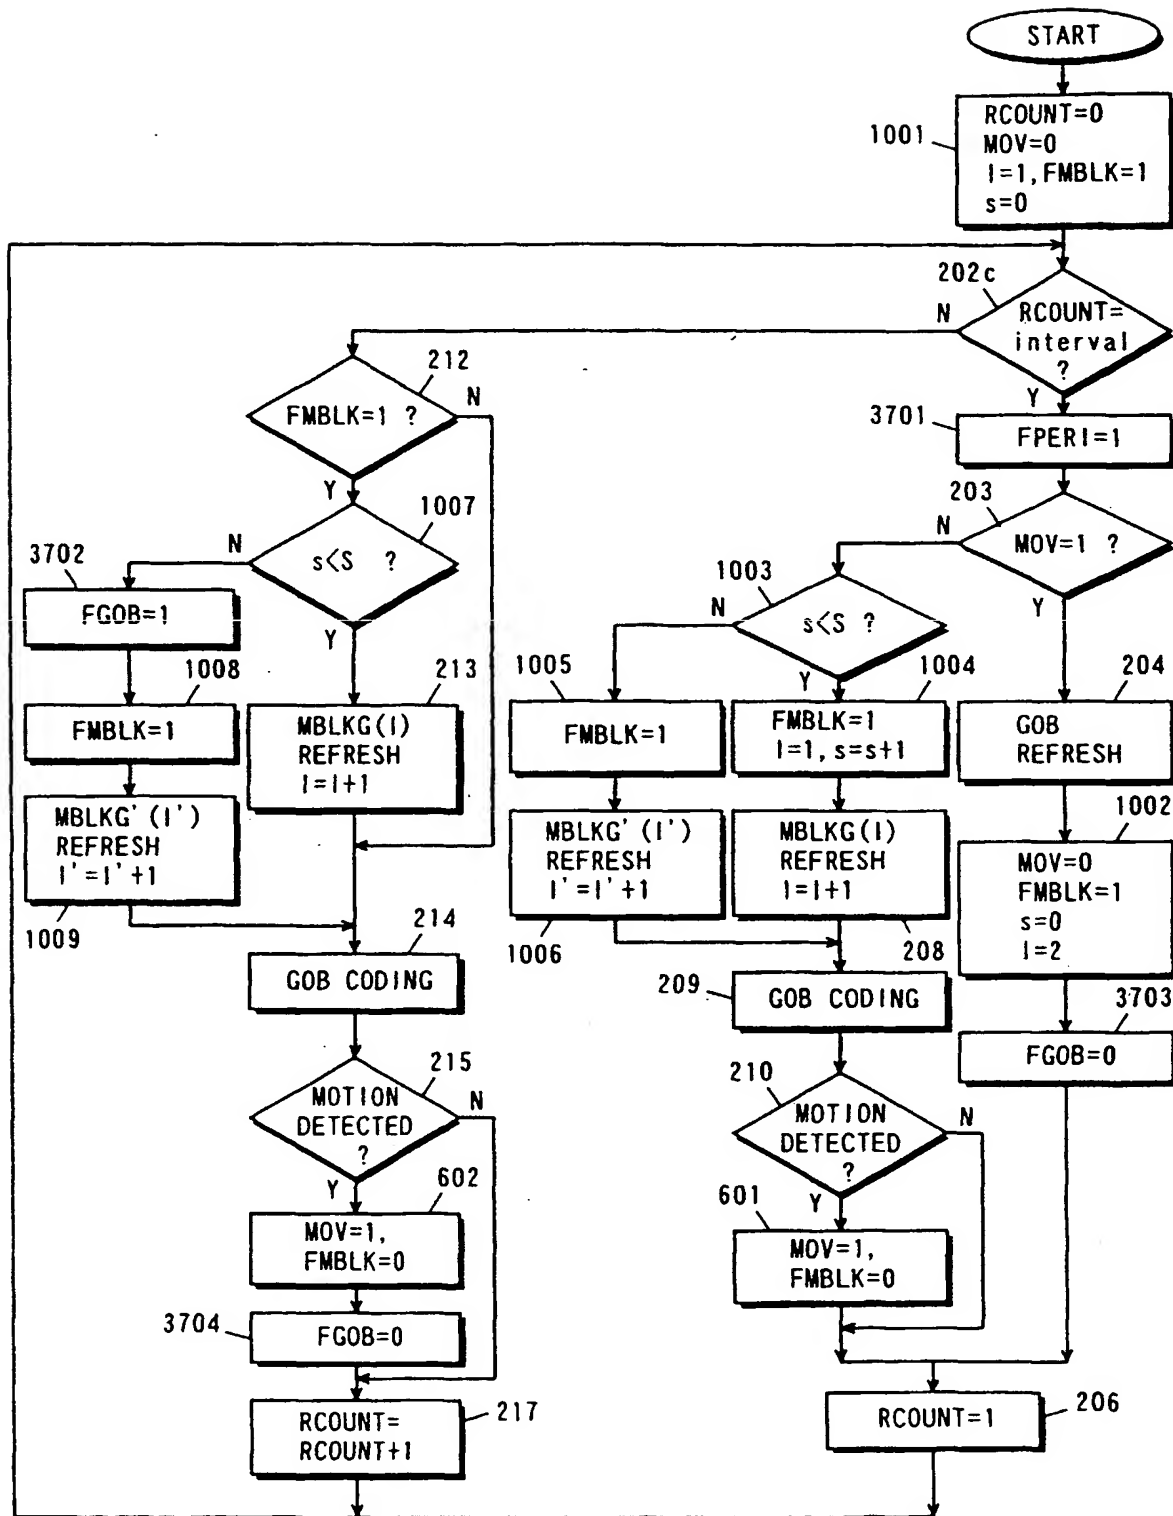 START
1001
RCOUNT=0
MOV=0
I=1, FMBLK=1
s=0
202c
N
RCOUNT=
interval
?
Y
212
N
FMBLK=1 ?
Y
3701
FPERI=1
203
N
MOV=1 ?
Y
1007
N
s<S ?
Y
3702
FGOB=1
1003
N
s<S ?
Y
1008
FMBLK=1
213
MBLKG(I)
REFRESH
I=I+1
1005
FMBLK=1
1004
FMBLK=1
I=1, s=s+1
204
GOB
REFRESH
MBLKG'(I')
REFRESH
I'=I'+1
1009
MBLKG'(I')
REFRESH
I'=I'+1
1006
MBLKG(I)
REFRESH
I=I+1
208
1002
MOV=0
FMBLK=1
s=0
I=2
214
GOB CODING
209
GOB CODING
3703
FGOB=0
215
MOTION
DETECTED
?
N
Y
210
MOTION
DETECTED
?
N
Y
602
MOV=1,
FMBLK=0
601
MOV=1,
FMBLK=0
3704
FGOB=0
RCOUNT=
RCOUNT+1
217
RCOUNT=1
206